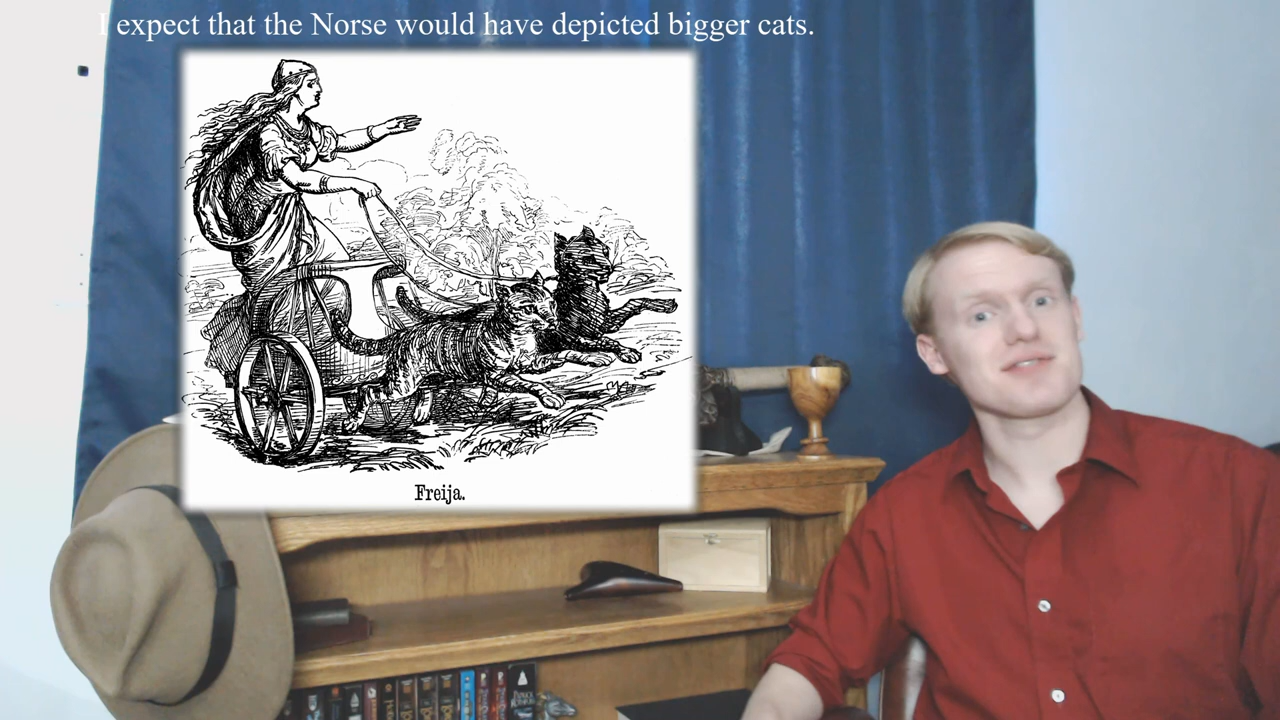 I expect that the Norse would have depicted bigger cats.
Freija.